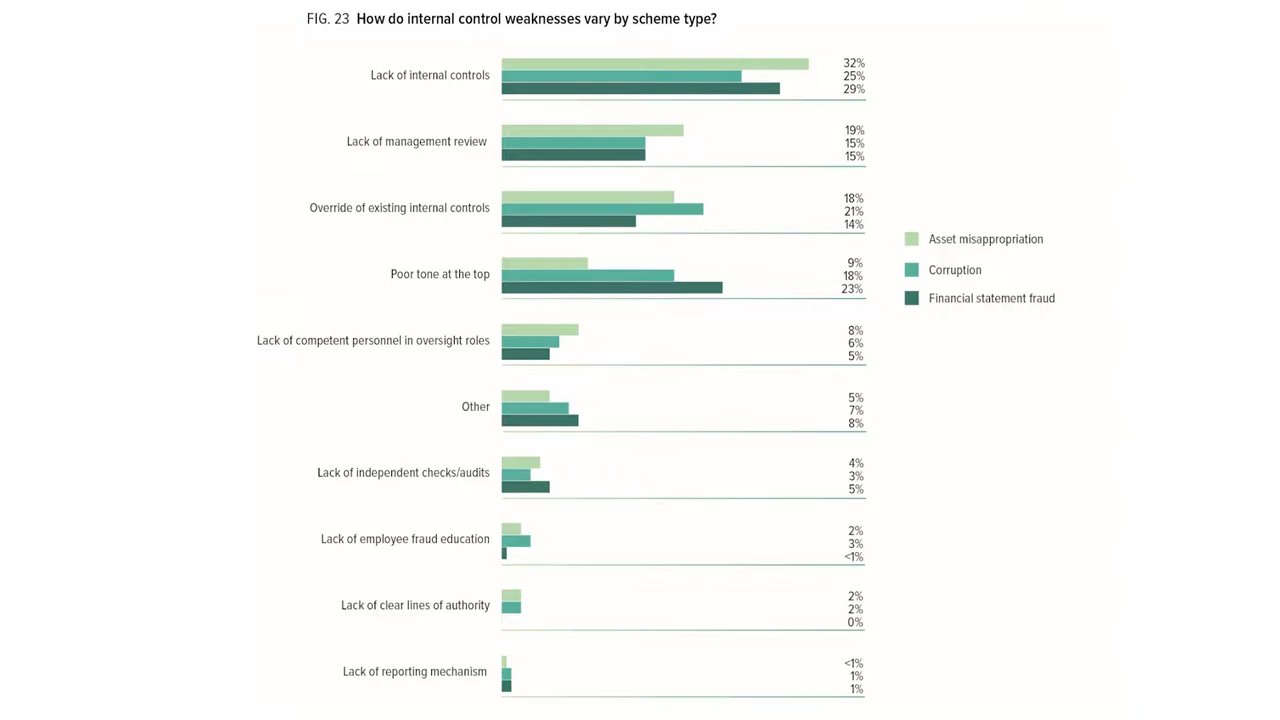 FIG. 23 How do internal control weaknesses vary by scheme type?
Lack of internal controls
32%
25%
29%
Lack of management review
19%
15%
15%
Override of existing internal controls
18%
21%
14%
Poor tone at the top
9%
18%
23%
Lack of competent personnel in oversight roles
8%
6%
5%
Other
5%
7%
8%
Lack of independent checks/audits
4%
3%
5%
Lack of employee fraud education
2%
3%
<1%
Lack of clear lines of authority
2%
2%
0%
Lack of reporting mechanism
<1%
1%
1%
Asset misappropriation
Corruption
Financial statement fraud